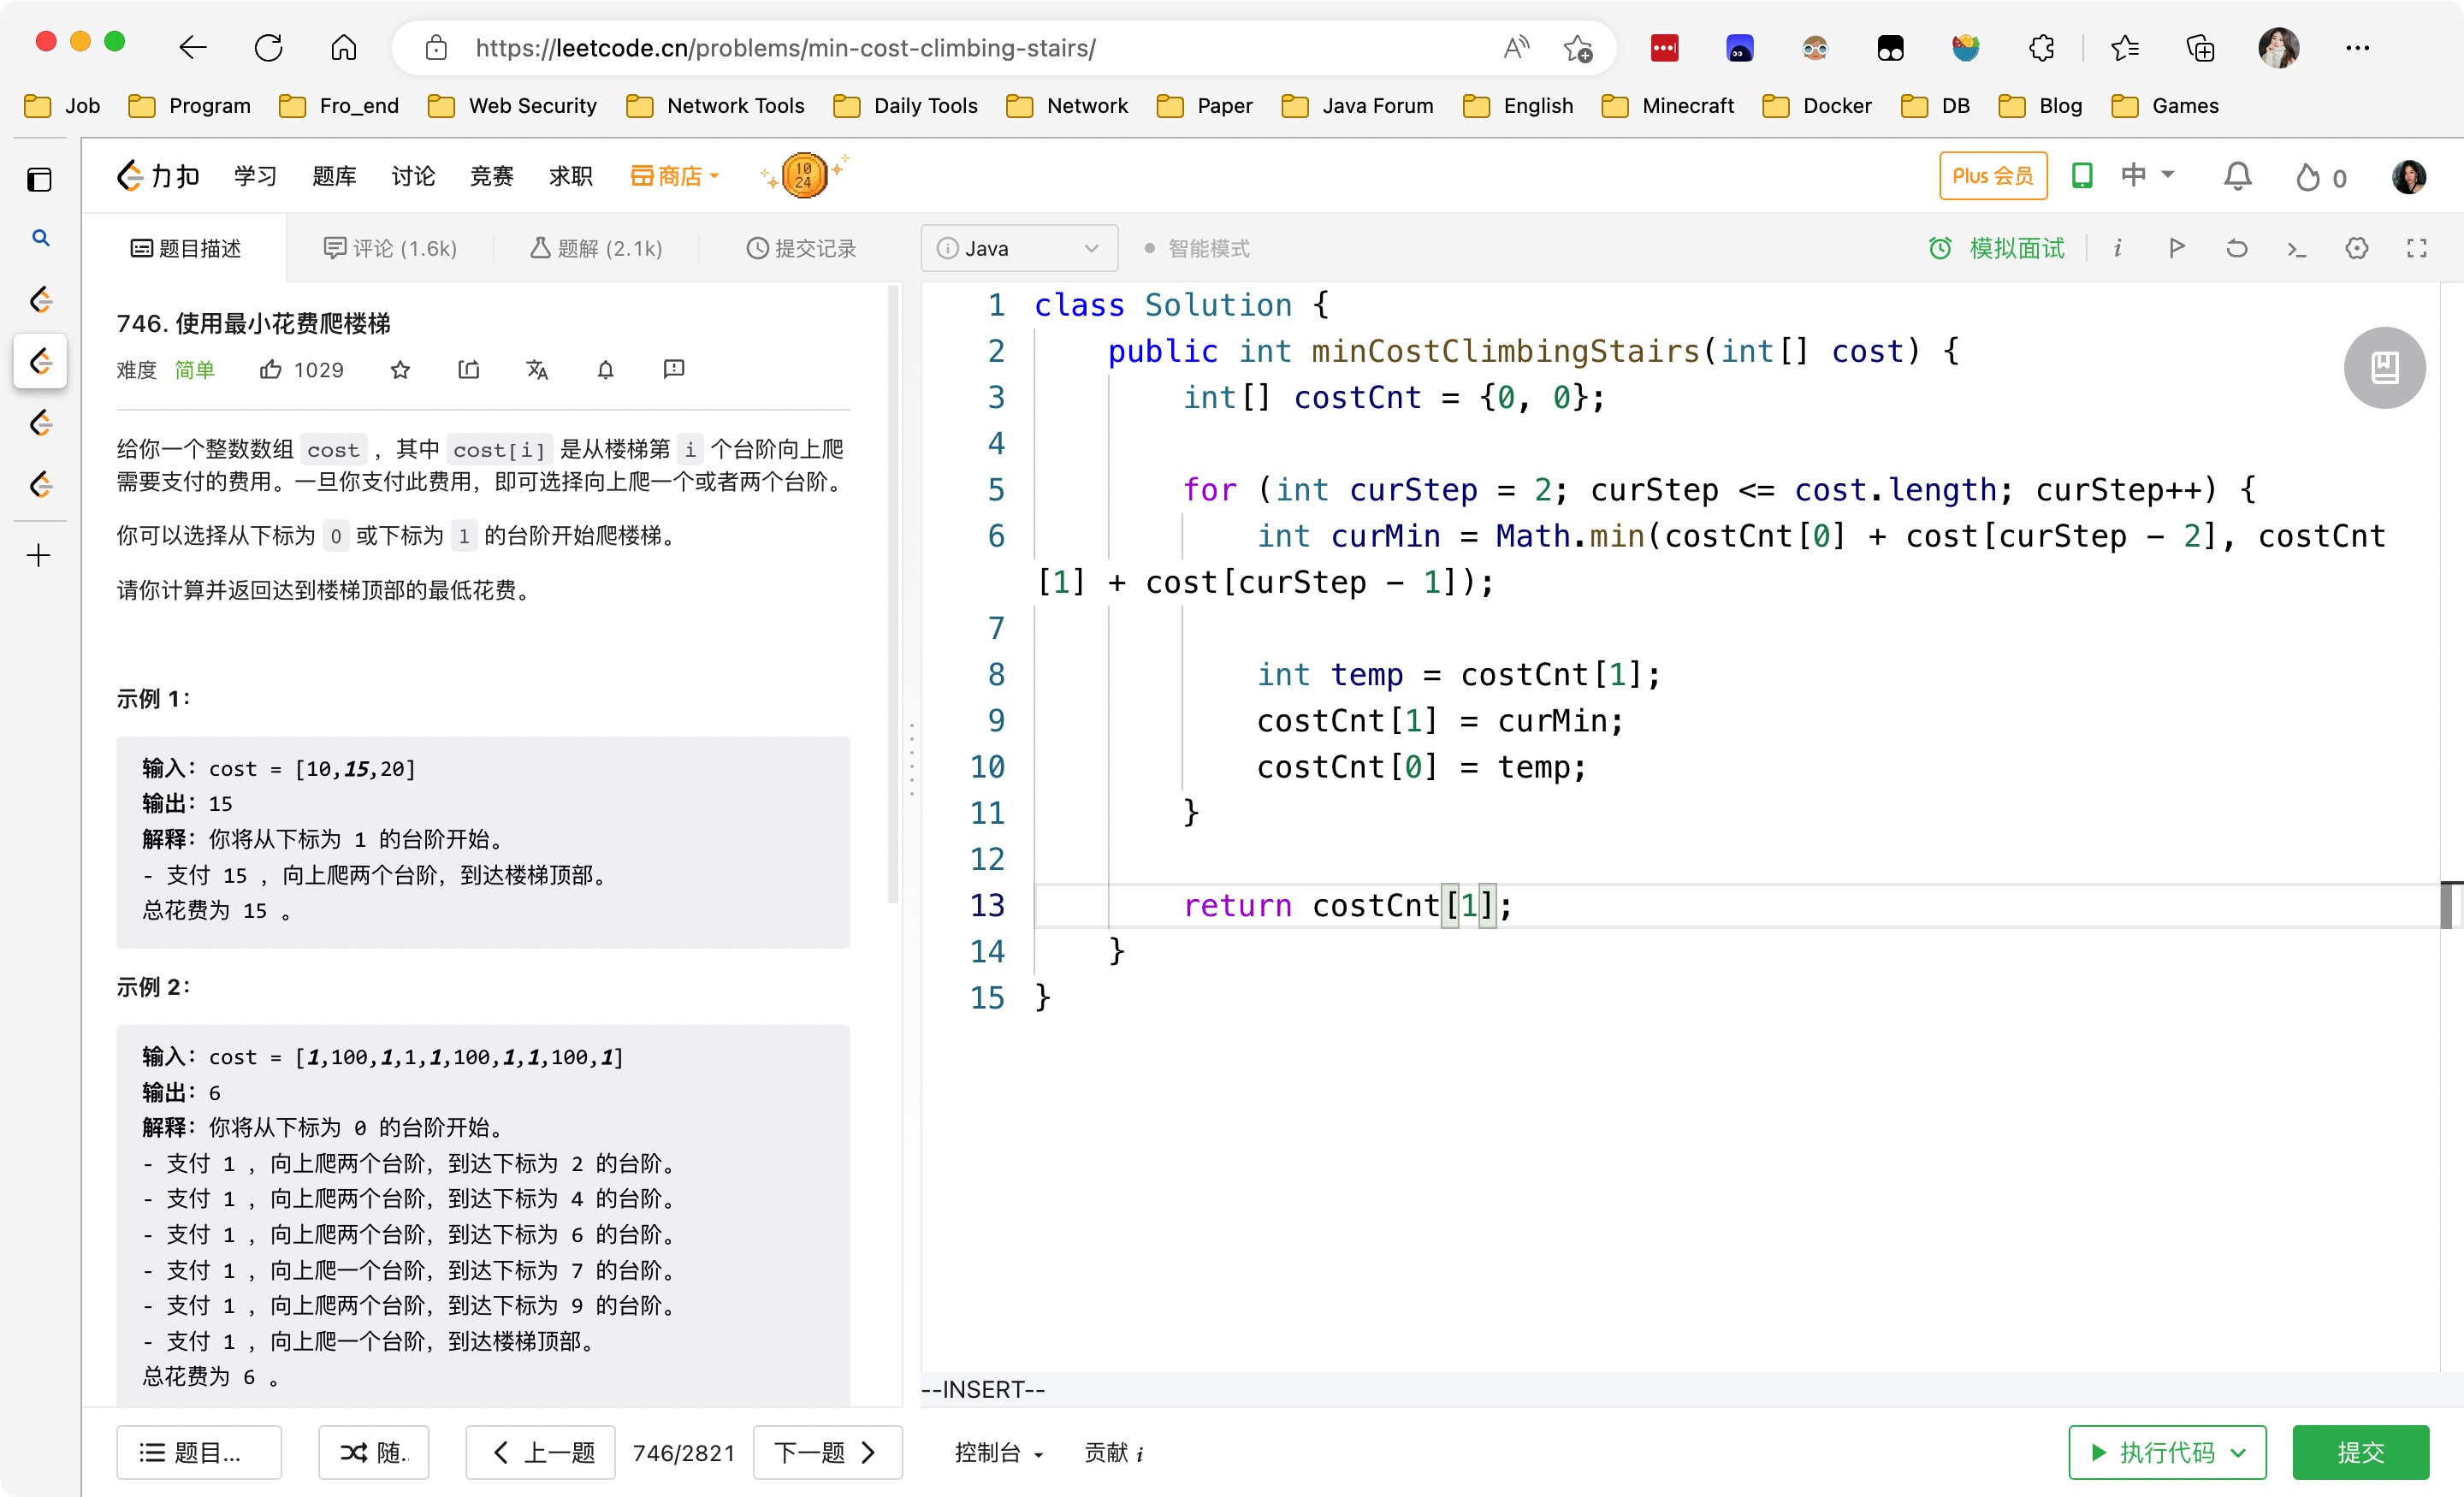 https://leetcode.cn/problems/min-cost-climbing-stairs/
Job Program Fro_end Web Security Network Tools Daily Tools Network Paper Java Forum English Minecraft Docker DB Blog Games
力扣 学习 题库 讨论 竞赛 求职 商店 10 24 Plus 会员 中 0
题目描述 评论 (1.6k) 题解 (2.1k) 提交记录
Java 智能模式 模拟面试
746. 使用最小花费爬楼梯
难度 简单 1029
给你一个整数数组 cost ，其中 cost[i] 是从楼梯第 i 个台阶向上爬
需要支付的费用。一旦你支付此费用，即可选择向上爬一个或者两个台阶。
你可以选择从下标为 0 或下标为 1 的台阶开始爬楼梯。
请你计算并返回达到楼梯顶部的最低花费。
示例 1：
输入：cost = [10,15,20]
输出：15
解释：你将从下标为 1 的台阶开始。
- 支付 15 ，向上爬两个台阶，到达楼梯顶部。
总花费为 15 。
示例 2：
输入：cost = [1,100,1,1,1,100,1,1,100,1]
输出：6
解释：你将从下标为 0 的台阶开始。
- 支付 1 ，向上爬两个台阶，到达下标为 2 的台阶。
- 支付 1 ，向上爬两个台阶，到达下标为 4 的台阶。
- 支付 1 ，向上爬两个台阶，到达下标为 6 的台阶。
- 支付 1 ，向上爬一个台阶，到达下标为 7 的台阶。
- 支付 1 ，向上爬两个台阶，到达下标为 9 的台阶。
- 支付 1 ，向上爬一个台阶，到达楼梯顶部。
总花费为 6 。
1 class Solution {
2 public int minCostClimbingStairs(int[] cost) {
3 int[] costCnt = {0, 0};
4
5 for (int curStep = 2; curStep <= cost.length; curStep++) {
6 int curMin = Math.min(costCnt[0] + cost[curStep - 2], costCnt
[1] + cost[curStep - 1]);
7
8 int temp = costCnt[1];
9 costCnt[1] = curMin;
10 costCnt[0] = temp;
11 }
12
13 return costCnt[1];
14 }
15 }
--INSERT--
题目... 随.. 上一题 746/2821 下一题 控制台 贡献 i 执行代码 提交